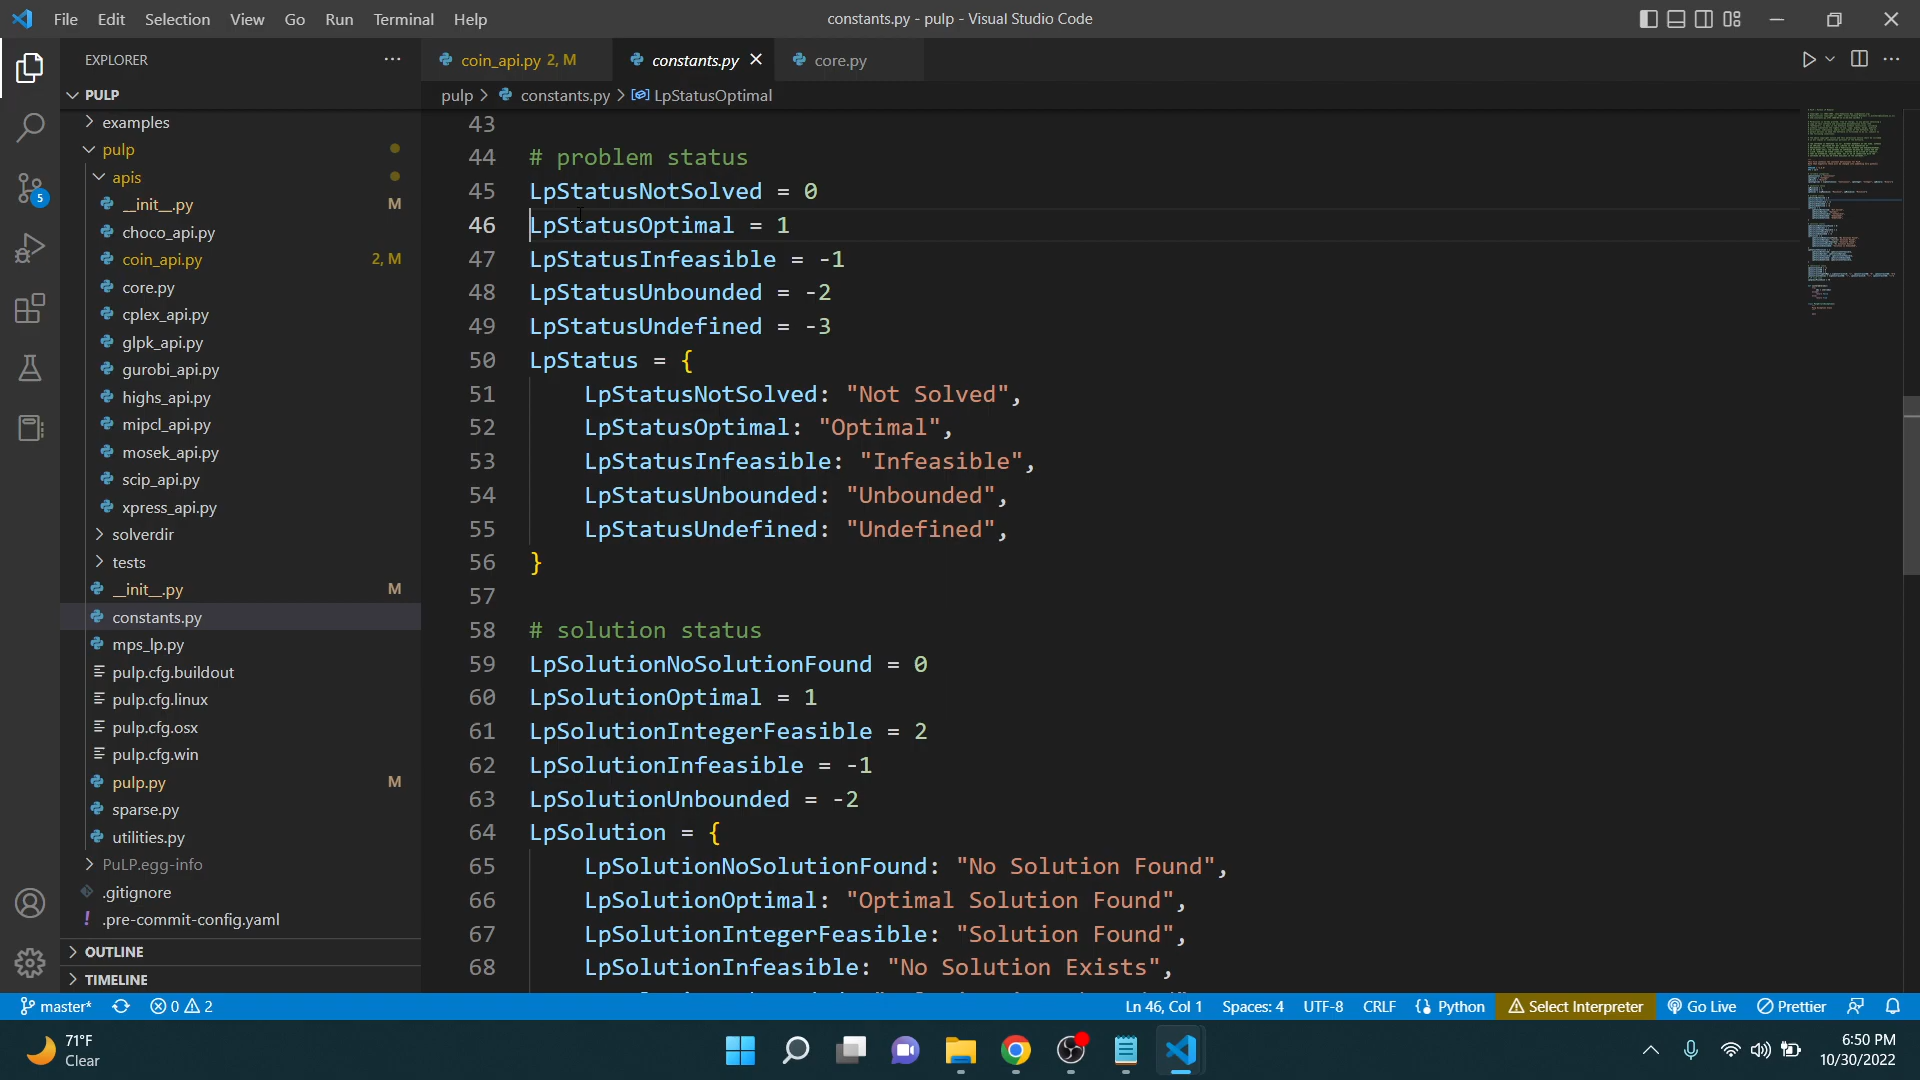 File Edit Selection View Go Run Terminal Help
constants.py - pulp - Visual Studio Code
EXPLORER
PULP
examples
pulp
apis
__init__.py M
choco_api.py
coin_api.py 2, M
core.py
cplex_api.py
glpk_api.py
gurobi_api.py
highs_api.py
mipcl_api.py
mosek_api.py
scip_api.py
xpress_api.py
solverdir
tests
__init__.py M
constants.py
mps_lp.py
pulp.cfg.buildout
pulp.cfg.linux
pulp.cfg.osx
pulp.cfg.win
pulp.py M
sparse.py
utilities.py
PuLP.egg-info
.gitignore
.pre-commit-config.yaml
OUTLINE
TIMELINE
5
coin_api.py 2, M
constants.py
core.py
pulp > constants.py > LpStatusOptimal
43
44 # problem status
45 LpStatusNotSolved = 0
46 LpStatusOptimal = 1
47 LpStatusInfeasible = -1
48 LpStatusUnbounded = -2
49 LpStatusUndefined = -3
50 LpStatus = {
51 LpStatusNotSolved: "Not Solved",
52 LpStatusOptimal: "Optimal",
53 LpStatusInfeasible: "Infeasible",
54 LpStatusUnbounded: "Unbounded",
55 LpStatusUndefined: "Undefined",
56 }
57
58 # solution status
59 LpSolutionNoSolutionFound = 0
60 LpSolutionOptimal = 1
61 LpSolutionIntegerFeasible = 2
62 LpSolutionInfeasible = -1
63 LpSolutionUnbounded = -2
64 LpSolution = {
65 LpSolutionNoSolutionFound: "No Solution Found",
66 LpSolutionOptimal: "Optimal Solution Found",
67 LpSolutionIntegerFeasible: "Solution Found",
68 LpSolutionInfeasible: "No Solution Exists",
master* 0 2
Ln 46, Col 1 Spaces: 4 UTF-8 CRLF Python Select Interpreter Go Live Prettier
71°F
Clear
6:50 PM
10/30/2022